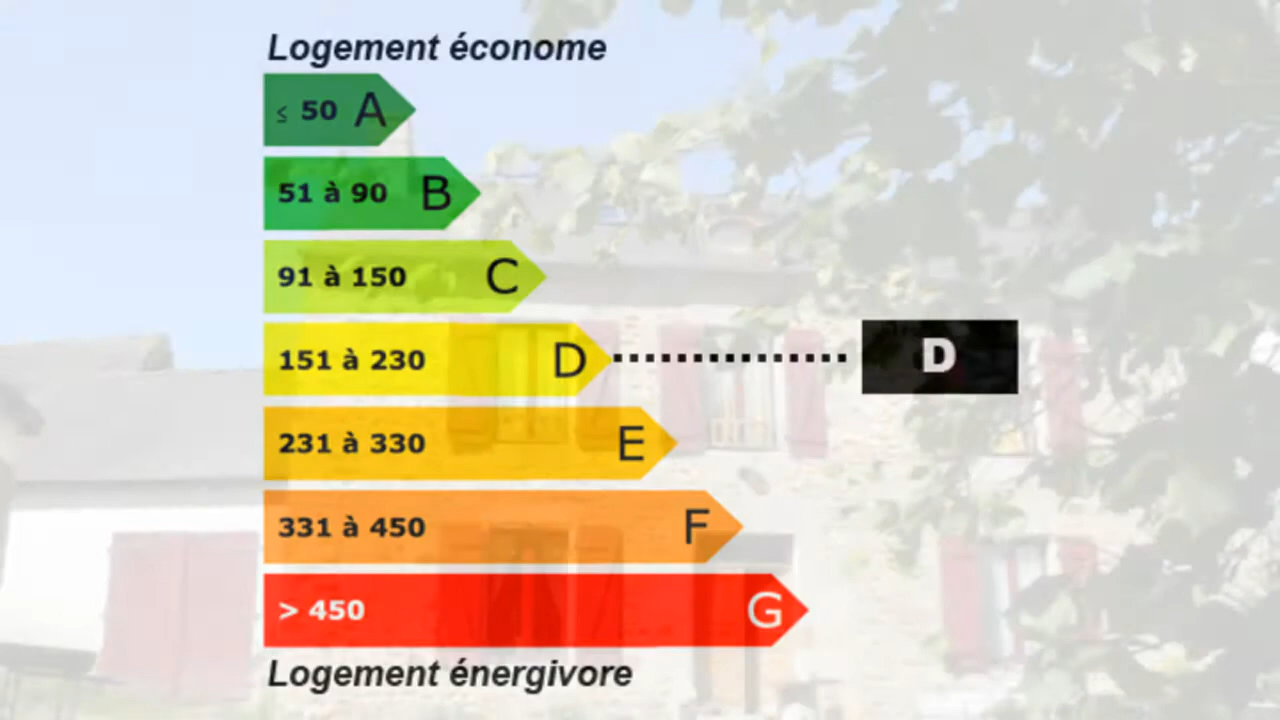 Logement économe
≤ 50 A
51 à 90 B
91 à 150 C
151 à 230 D
D
231 à 330 E
331 à 450 F
> 450 G
Logement énergivore